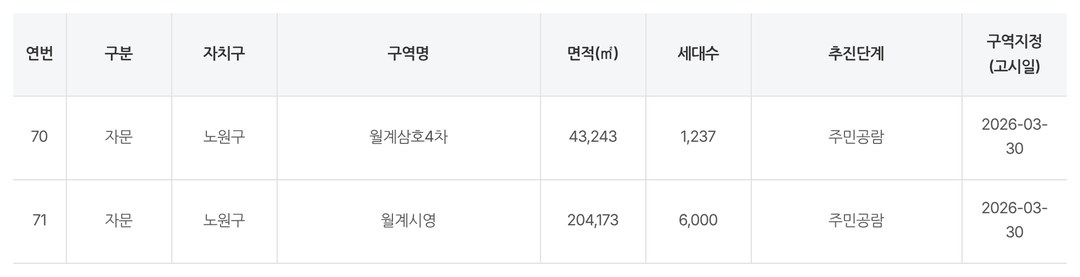 연번 구분 자치구 구역명 면적(㎡) 세대수 추진단계 구역지정
(고시일)
70 자문 노원구 월계삼호4차 43,243 1,237 주민공람 2026-03-
30
71 자문 노원구 월계시영 204,173 6,000 주민공람 2026-03-
30